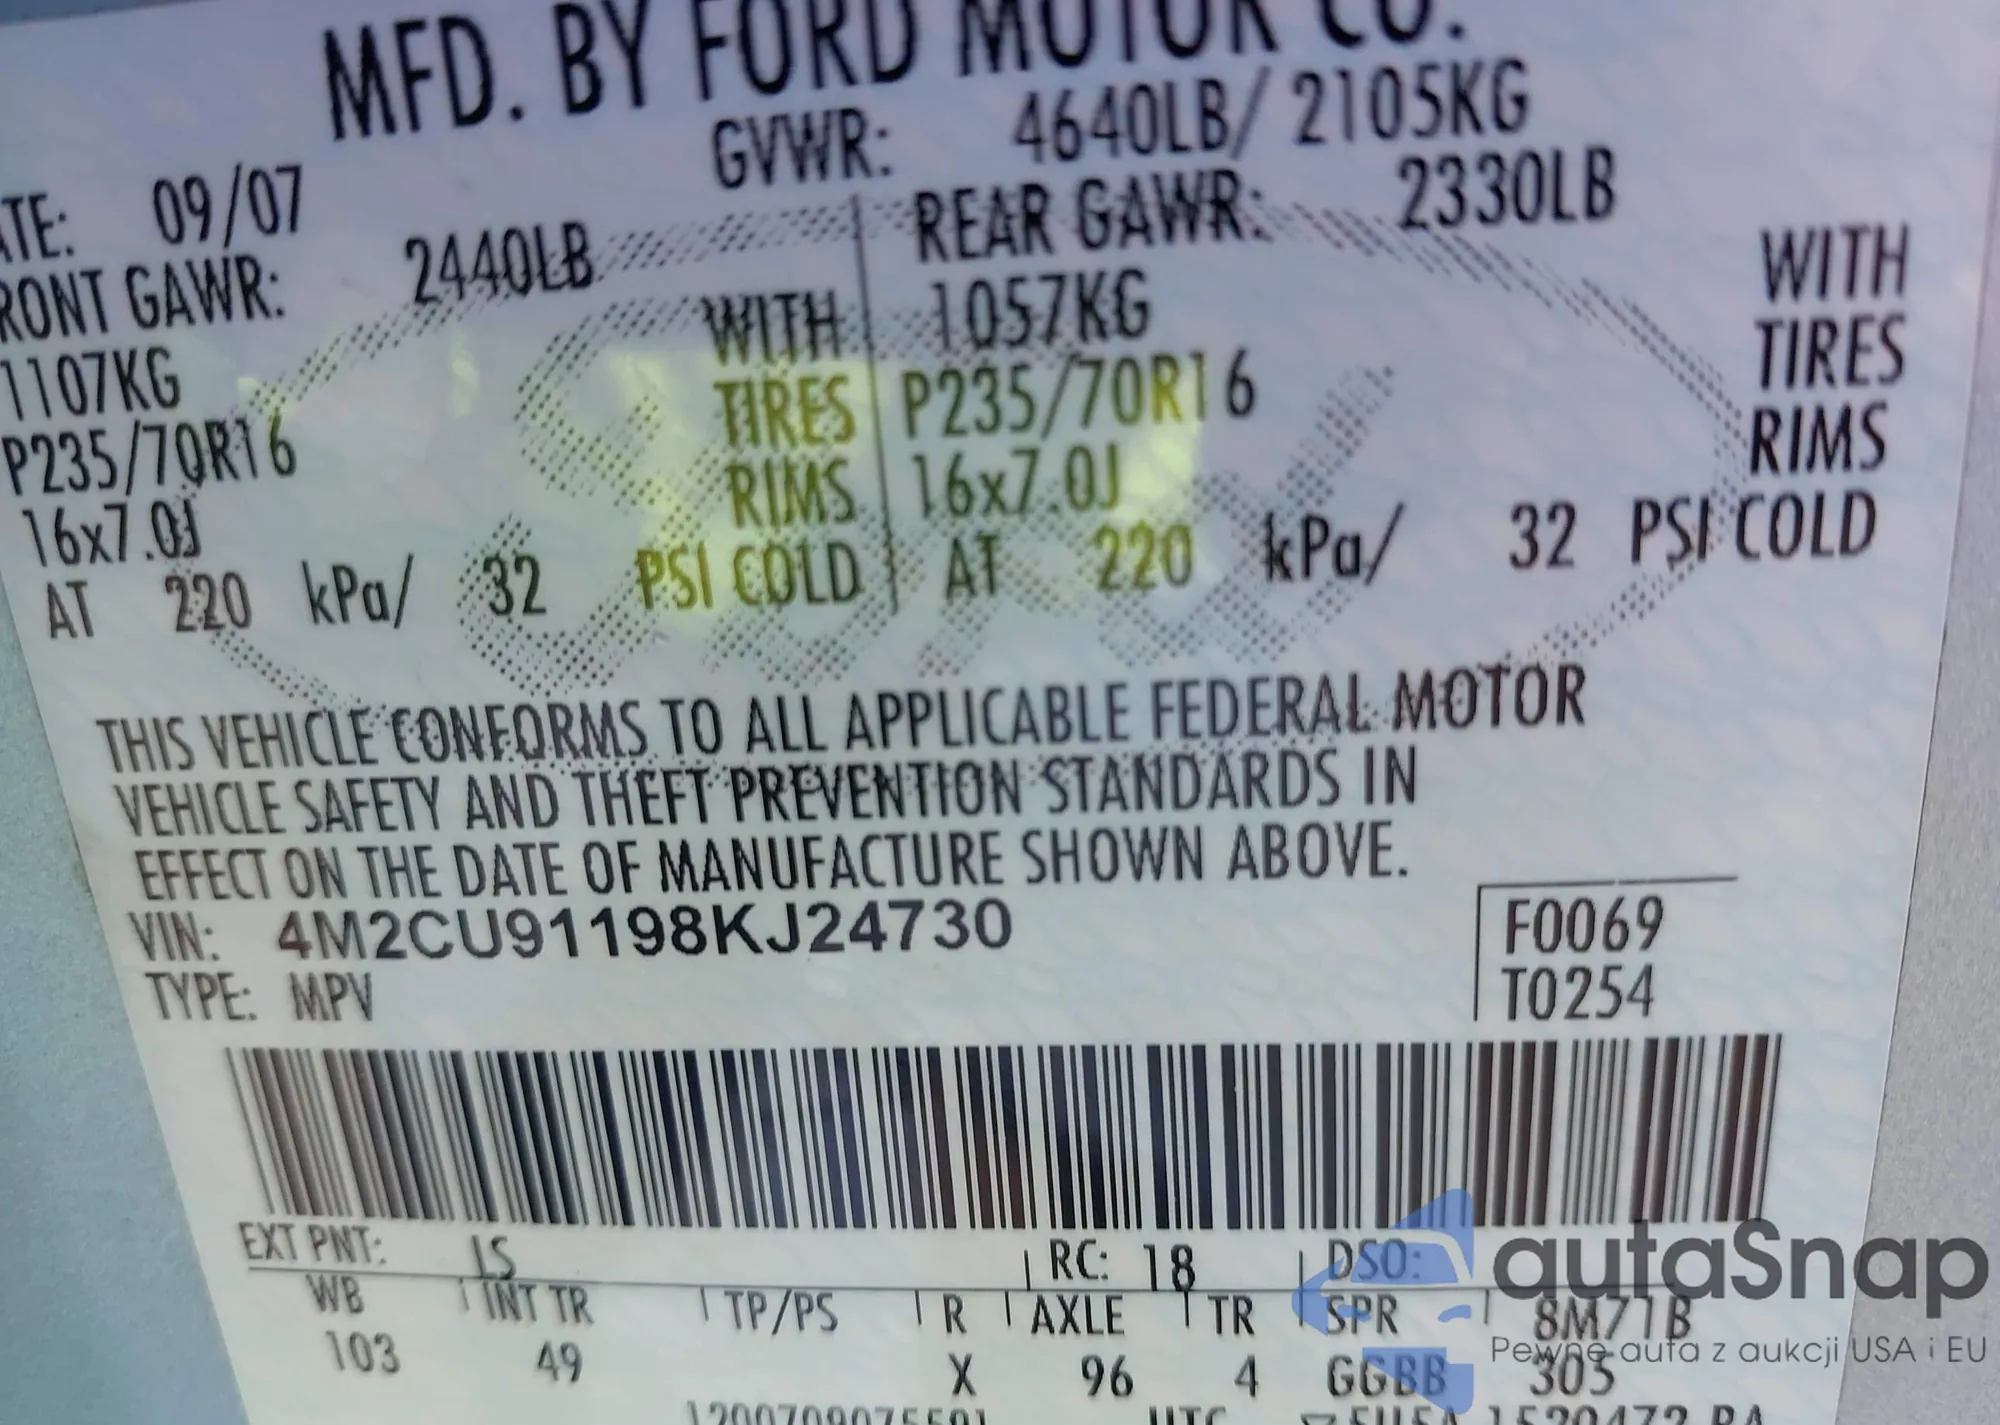 MFD. BY FORD MOTOR CO.
ATE: 09/07 GVWR: 4640LB/ 2105KG
RONT GAWR: 2440LB REAR GAWR: 2330LB
1107KG WITH 1057KG WITH
P235/70R16 TIRES P235/70R16 TIRES
16x7.0J RIMS 16x7.0J RIMS
AT 220 kPa/ 32 PSI COLD AT 220 kPa/ 32 PSI COLD
THIS VEHICLE CONFORMS TO ALL APPLICABLE FEDERAL MOTOR
VEHICLE SAFETY AND THEFT PREVENTION STANDARDS IN
EFFECT ON THE DATE OF MANUFACTURE SHOWN ABOVE.
VIN: 4M2CU91198KJ24730 F0069
TYPE: MPV T0254
EXT PNT: LS RC: 18 DSO:
WB INT TR TP/PS R AXLE TR SPR 8M71B
103 49 X 96 4 GGBB 305
UTC
autaSnap
Pewne auta z aukcji USA i EU